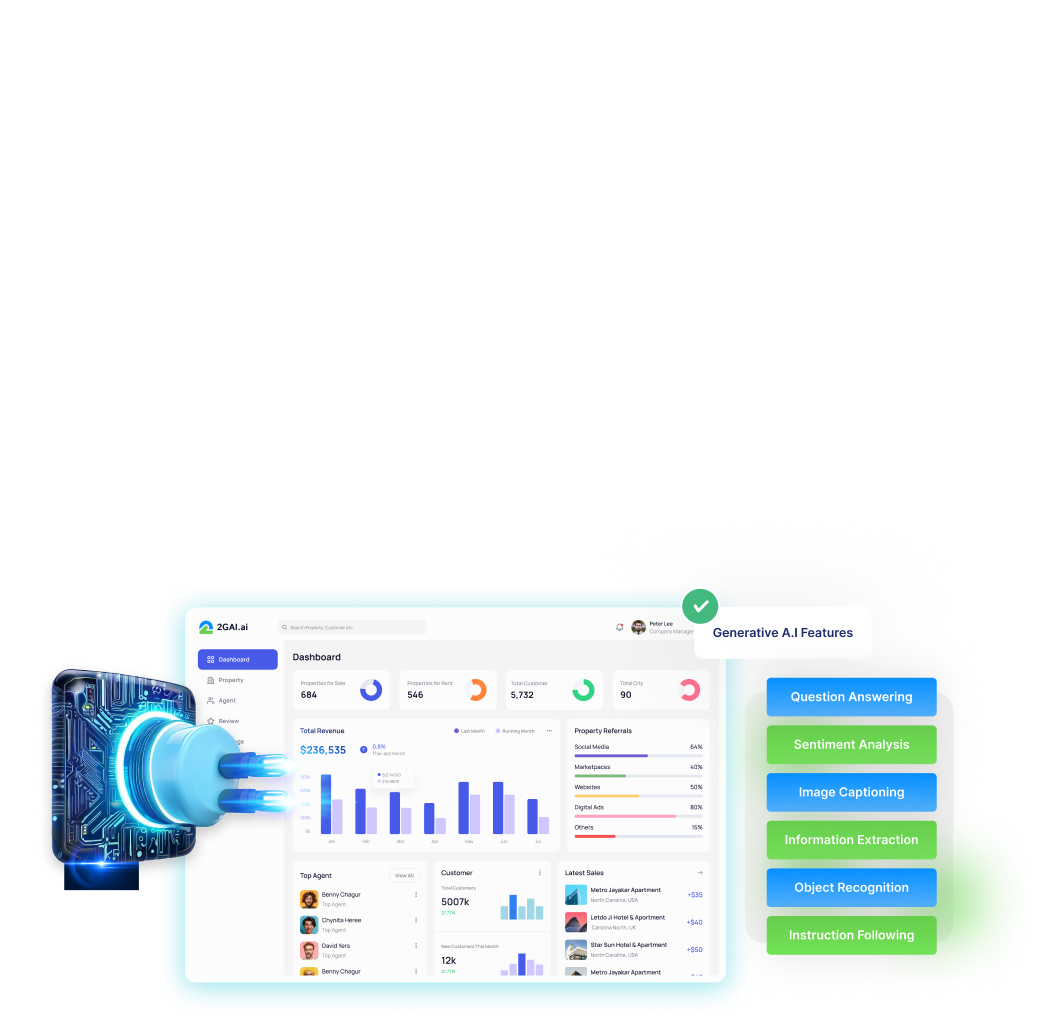 2GAI.ai
Search Property, Customer etc
Peter Lee
Company Manager
Generative A.I Features
Dashboard
Property
Agent
Review
Dashboard
Properties for Sale
684
Properties for Rent
546
Total Customer
5,732
Total City
90
Total Revenue
Last Month
Running Month
$236,535
0,8%
Than last Month
Jan
Feb
Mar
Apr
May
Jun
Jul
Property Referrals
Social Media 64%
Marketpaces 40%
Websites 50%
Digital Ads 80%
Others 15%
Top Agent
View All
Benny Chagur
Top Agent
Chynita Heree
Top Agent
David Yers
Top Agent
Benny Chagur
Customer
Total Customers
5007k
21.77%
New Customers This Month
12k
21.77%
Latest Sales
Metro Jayakar Apartment
North Carolina, USA
+$35
Letdo Ji Hotel & Apartment
Carolina North, UK
+$40
Star Sun Hotel & Apartment
North Carolina, USA
+$50
Metro Jayakar Apartment
Question Answering
Sentiment Analysis
Image Captioning
Information Extraction
Object Recognition
Instruction Following